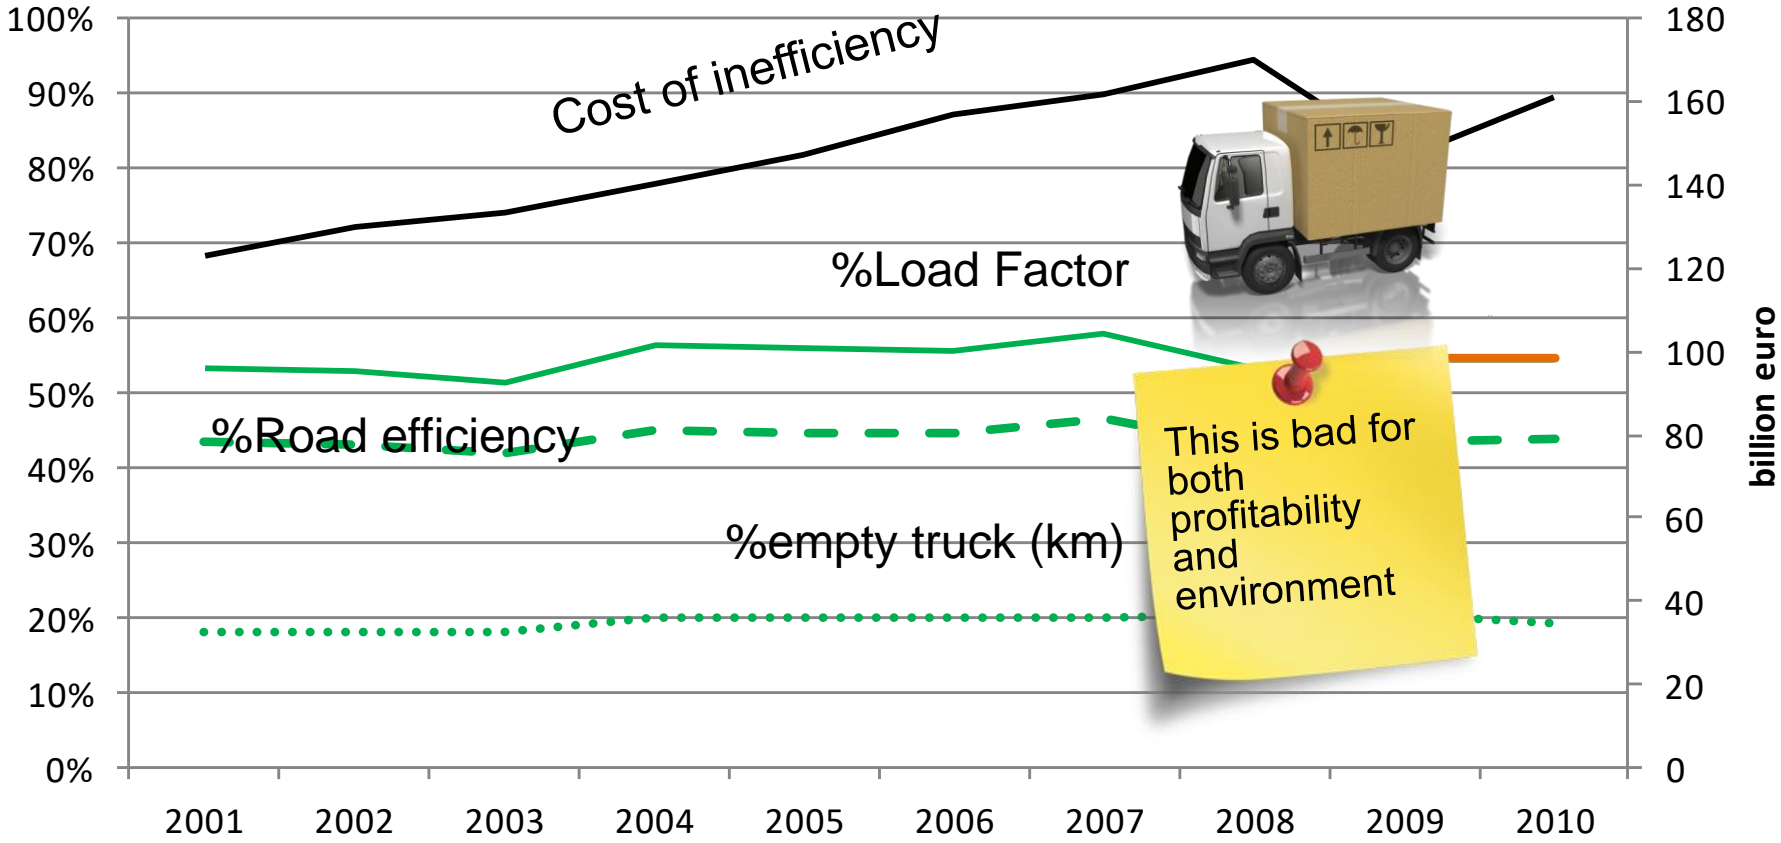 100%
90%
80%
70%
60%
50%
40%
30%
20%
10%
0%
Cost of inefficiency
%Load Factor
%Road efficiency
%empty truck (km)
This is bad for
both
profitability
and
environment
180
160
140
120
100
80
60
40
20
0
billion euro
2001 2002 2003 2004 2005 2006 2007 2008 2009 2010